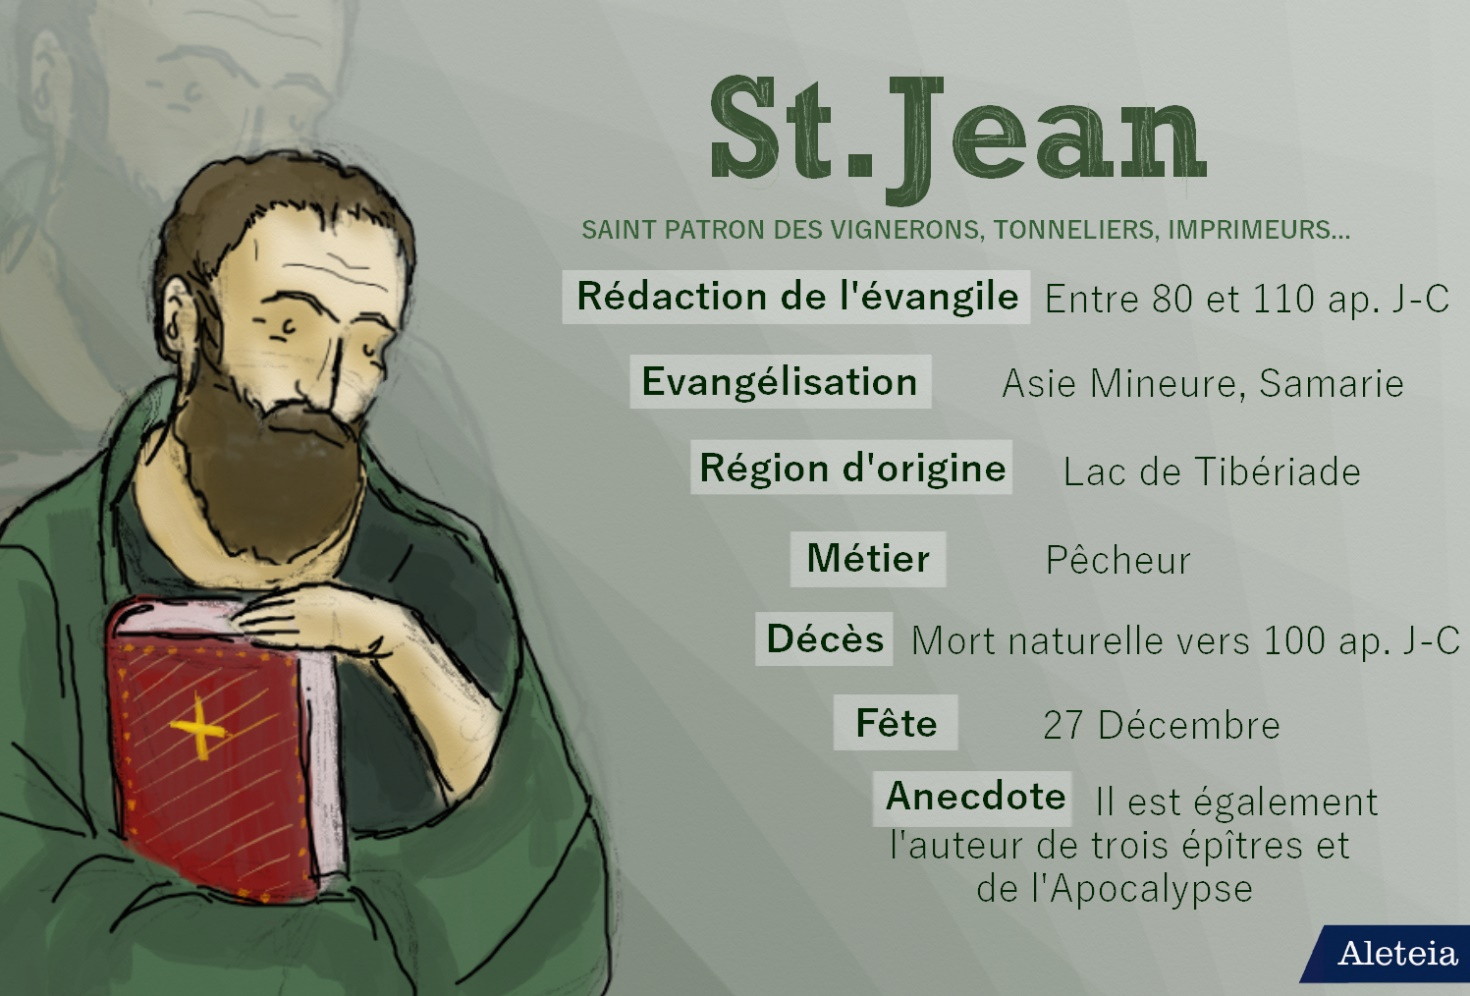 St.Jean
SAINT PATRON DES VIGNERONS, TONNELIERS, IMPRIMEURS...
Rédaction de l'évangile Entre 80 et 110 ap. J-C
Evangélisation Asie Mineure, Samarie
Région d'origine Lac de Tibériade
Métier Pêcheur
Décès Mort naturelle vers 100 ap. J-C
Fête 27 Décembre
Anecdote Il est également
l'auteur de trois épîtres et
de l'Apocalypse
Aleteia